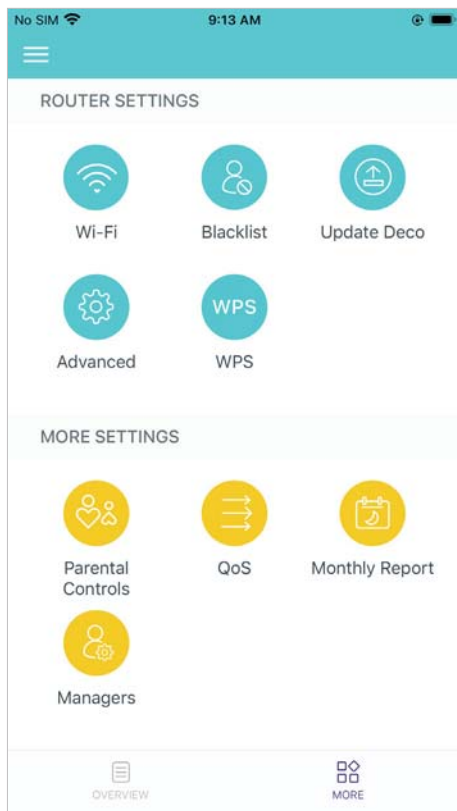 No SIM 9:13 AM
ROUTER SETTINGS
Wi-Fi Blacklist Update Deco
WPS
Advanced WPS
MORE SETTINGS
Parental Controls QoS Monthly Report
Managers
OVERVIEW MORE